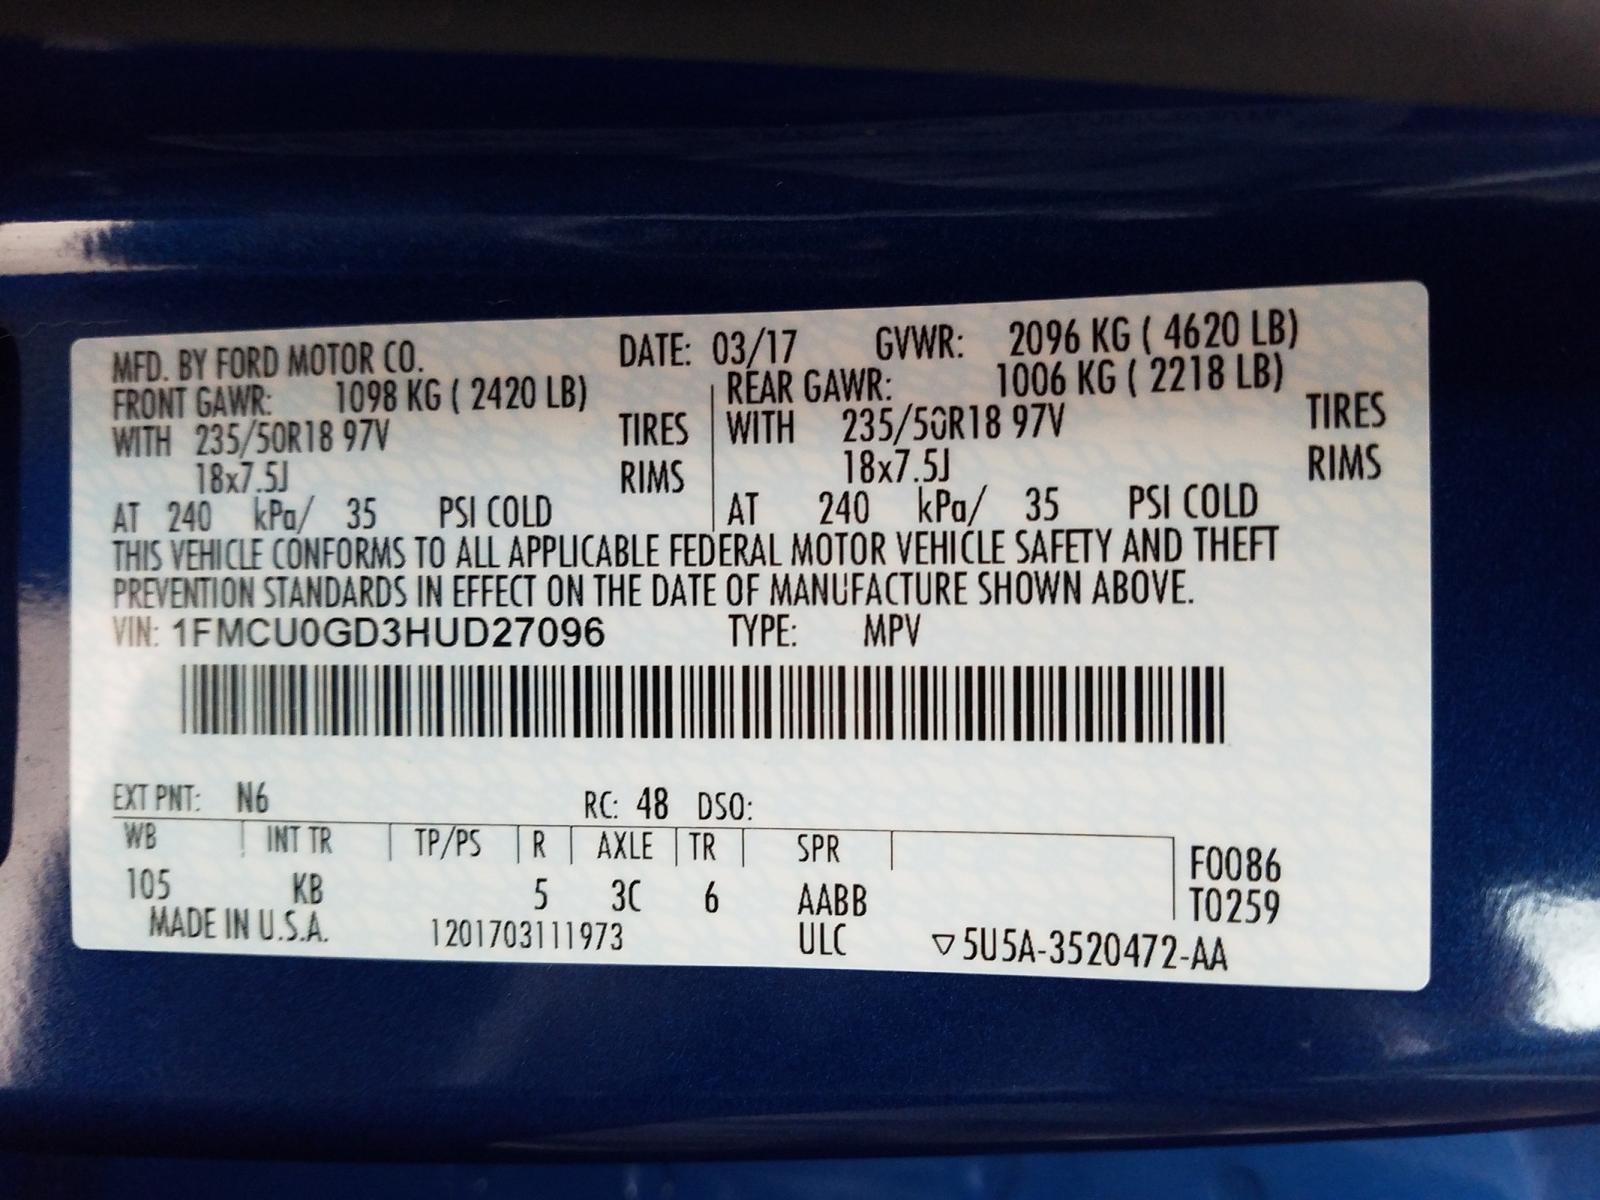 MFD. BY FORD MOTOR CO. DATE: 03/17 GVWR: 2096 KG ( 4620 LB)
FRONT GAWR: 1098 KG ( 2420 LB) REAR GAWR: 1006 KG ( 2218 LB)
WITH 235/50R18 97V TIRES WITH 235/50R18 97V TIRES
18x7.5J RIMS 18x7.5J RIMS
AT 240 kPa/ 35 PSI COLD AT 240 kPa/ 35 PSI COLD
THIS VEHICLE CONFORMS TO ALL APPLICABLE FEDERAL MOTOR VEHICLE SAFETY AND THEFT
PREVENTION STANDARDS IN EFFECT ON THE DATE OF MANUFACTURE SHOWN ABOVE.
VIN: 1FMCU0GD3HUD27096 TYPE: MPV
EXT PNT: N6 RC: 48 DSO:
WB INT TR TP/PS R AXLE TR SPR
F0086
105 KB 5 3C 6 AABB T0259
MADE IN U.S.A. 1201703111973 ULC ▽5U5A-3520472-AA